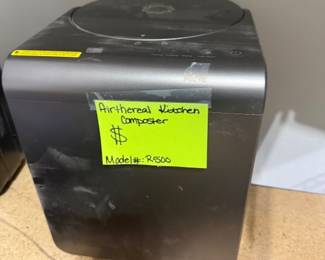 Airthereal Kitchen
Composter
$
Model#: R500